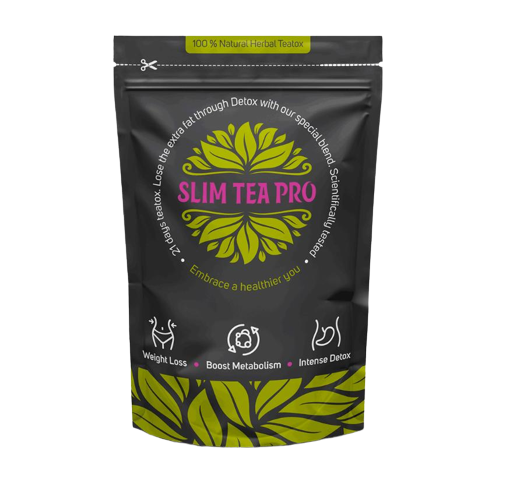 100 % Natural Herbal Teatox
21 days teatox. Lose the extra fat through Detox with our special blend. Scientifically tested
SLIM TEA PRO
Embrace a healthier you
Weight Loss • Boost Metabolism • Intense Detox